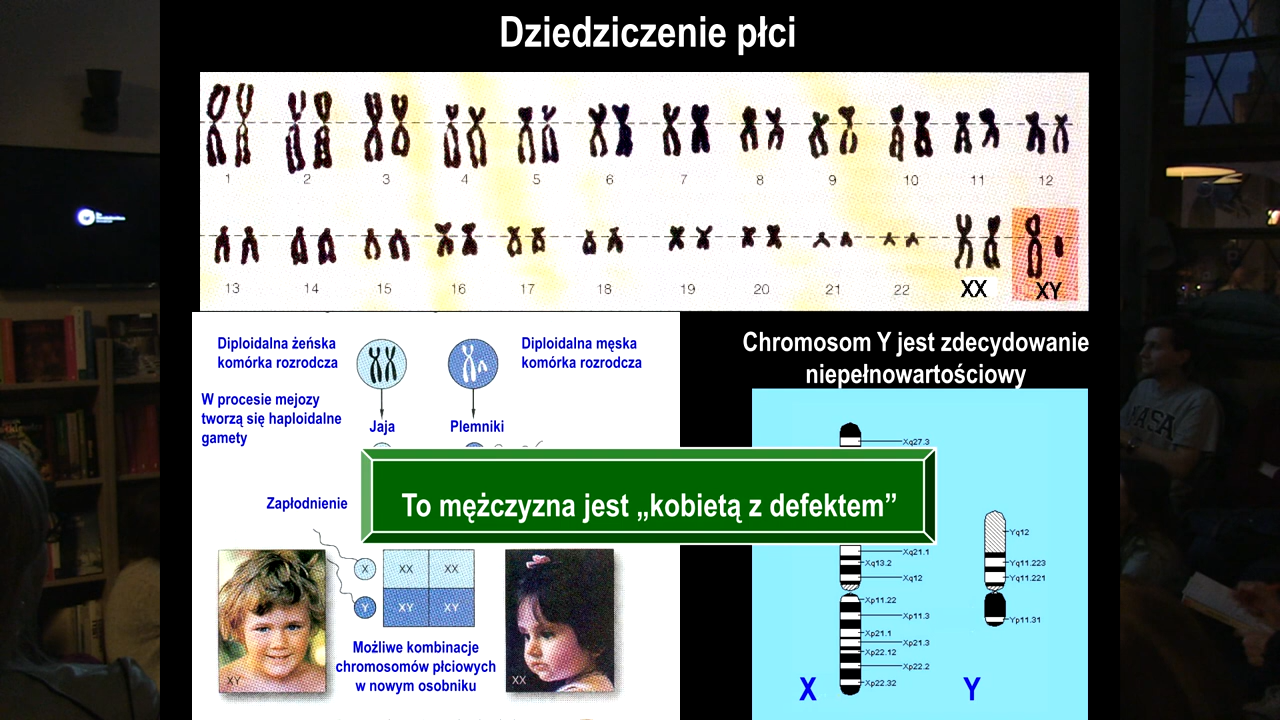 Dziedziczenie płci
1 2 3 4 5 6 7 8 9 10 11 12
13 14 15 16 17 18 19 20 21 22 XX XY
Diploidalna żeńska
komórka rozrodcza
Diploidalna męska
komórka rozrodcza
W procesie mejozy
tworzą się haploidalne
gamety
Jaja
Plemniki
Zapłodnienie
X
XX XX
Y
XY XY
XY
XX
Możliwe kombinacje
chromosomów płciowych
w nowym osobniku
To mężczyzna jest „kobietą z defektem”
Chromosom Y jest zdecydowanie
niepełnowartościowy
Xq27.3
Xq21.1
Xq13.2
Xq12
Xp11.22
Xp11.3
Xp21.1
Xp21.3
Xp22.12
Xp22.2
Xp22.32
Yq12
Yq11.223
Yq11.221
Yp11.31
X
Y
NASA